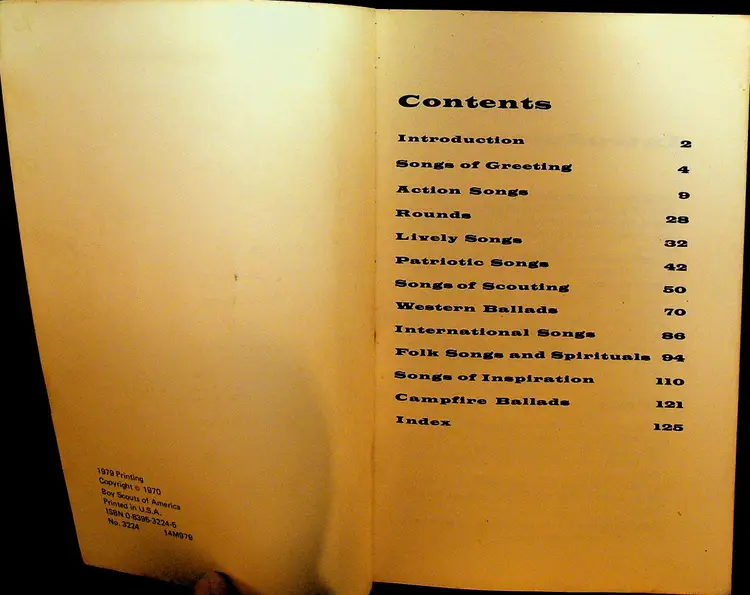 1979 Printing
Copyright © 1970
Boy Scouts of America
Printed in U.S.A.
ISBN 0-8395-3224-5
No. 3224 14M979
Contents
Introduction 2
Songs of Greeting 4
Action Songs 9
Rounds 28
Lively Songs 32
Patriotic Songs 42
Songs of Scouting 50
Western Ballads 70
International Songs 86
Folk Songs and Spirituals 94
Songs of Inspiration 110
Campfire Ballads 121
Index 125